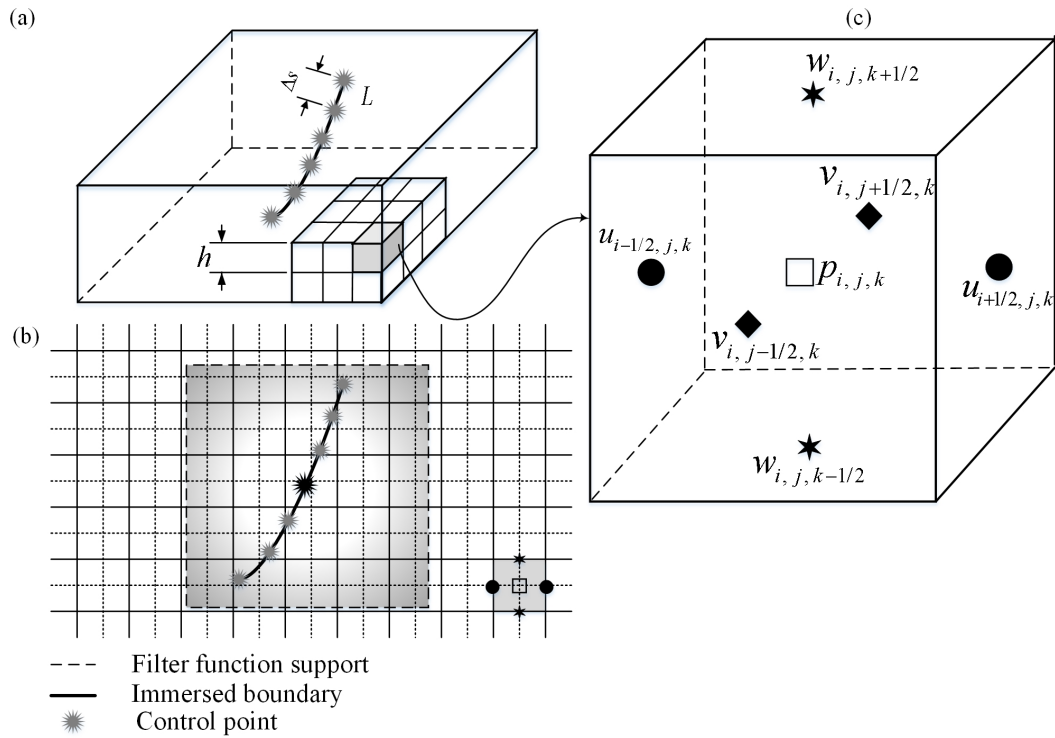 (a)
Δs
L
h
(b)
Filter function support
Immersed boundary
Control point
(c)
w_{i, j, k+1/2}
v_{i, j+1/2, k}
u_{i−1/2, j, k}
p_{i, j, k}
u_{i+1/2, j, k}
v_{i, j−1/2, k}
w_{i, j, k−1/2}